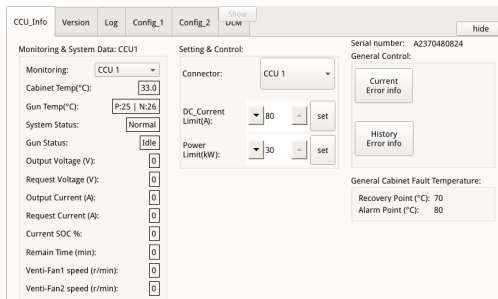 Show
CCU_Info Version Log Config_1 Config_2 DLM
hide
Monitoring & System Data: CCU1
Monitoring: CCU 1
Cabinet Temp(°C): 33.0
Gun Temp(°C): P:25 | N:26
System Status: Normal
Gun Status: Idle
Output Voltage (V): 0
Request Voltage (V): 0
Output Current (A): 0
Request Current (A): 0
Current SOC %: 0
Remain Time (min): 0
Venti-Fan1 speed (r/min): 0
Venti-Fan2 speed (r/min): 0
Setting & Control:
Connector: CCU 1
DC_Current
Limit(A): 80 set
Power
Limit(kW): 30 set
Serial number: A2370480824
General Control:
Current
Error info
History
Error info
General Cabinet Fault Temperature:
Recovery Point (°C): 70
Alarm Point (°C): 80